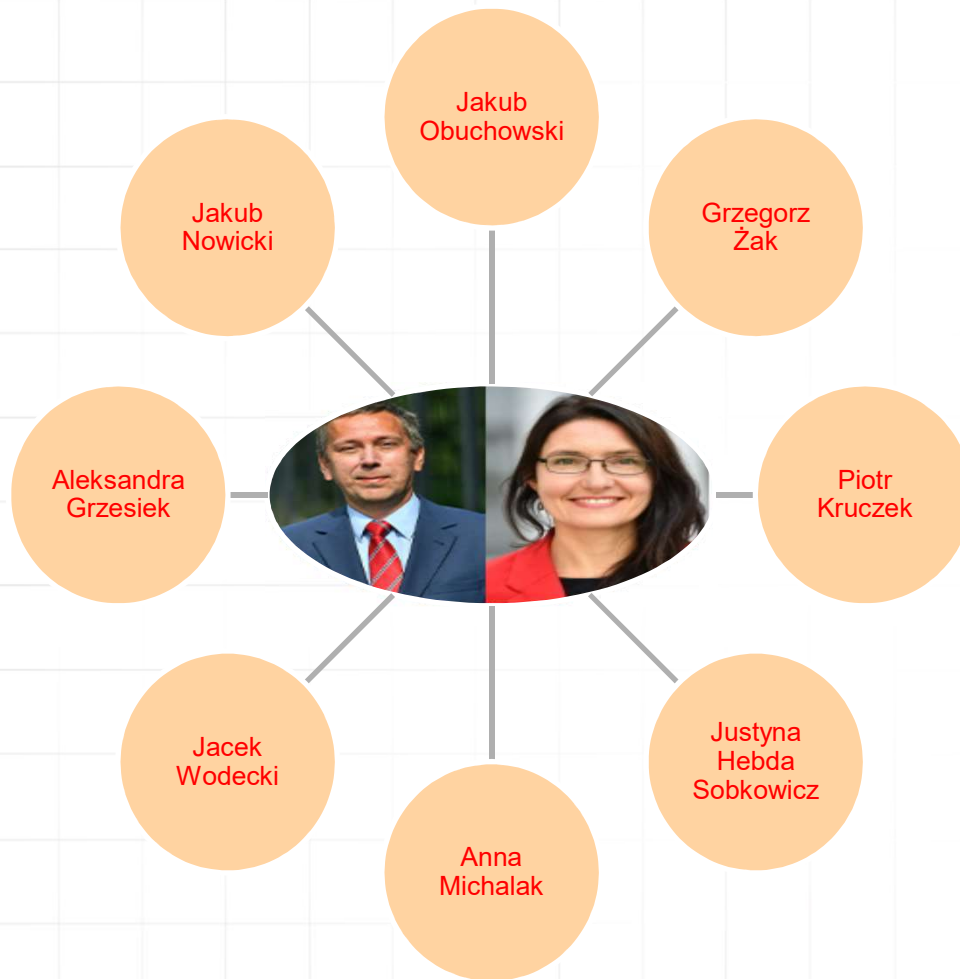 Jakub
Obuchowski
Grzegorz
Żak
Piotr
Kruczek
Justyna
Hebda
Sobkowicz
Anna
Michalak
Jacek
Wodecki
Aleksandra
Grzesiek
Jakub
Nowicki